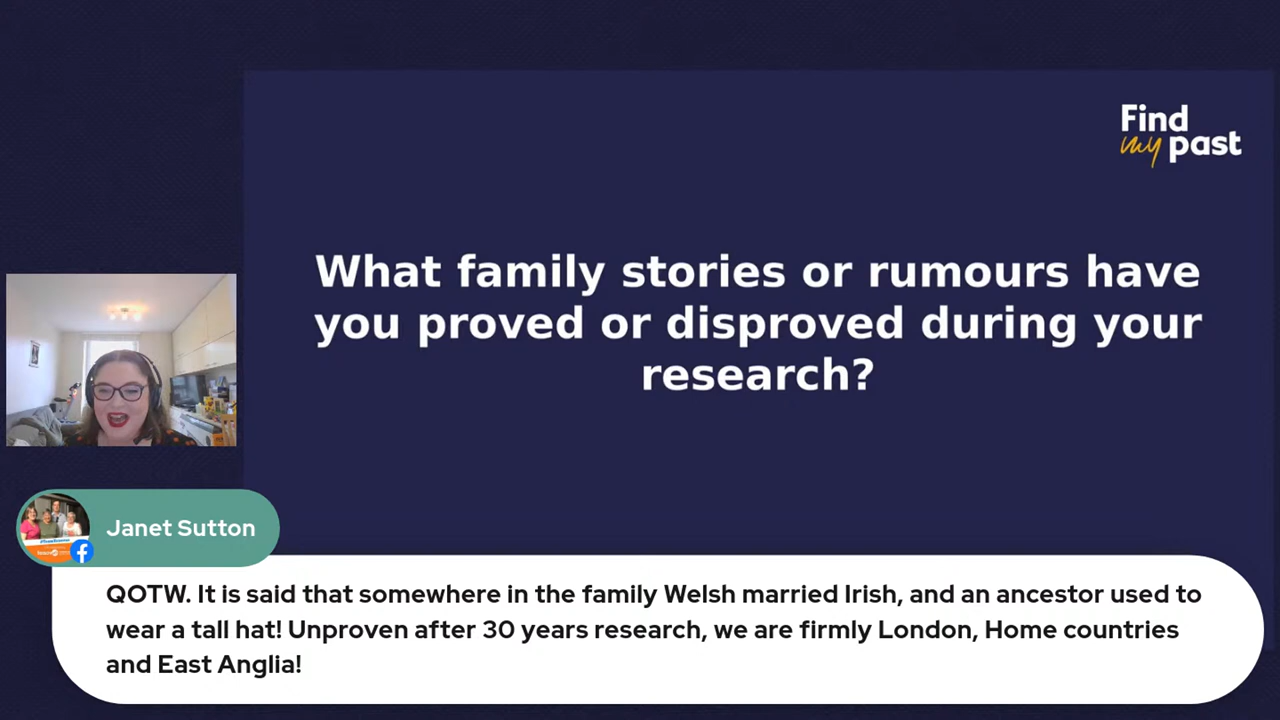 Find
my past
What family stories or rumours have
you proved or disproved during your
research?
Janet Sutton
QOTW. It is said that somewhere in the family Welsh married Irish, and an ancestor used to
wear a tall hat! Unproven after 30 years research, we are firmly London, Home countries
and East Anglia!